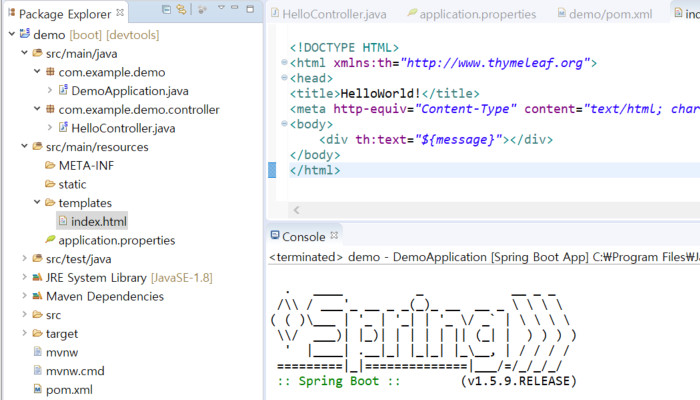 Package Explorer
demo [boot] [devtools]
src/main/java
com.example.demo
DemoApplication.java
com.example.demo.controller
HelloController.java
src/main/resources
META-INF
static
templates
index.html
application.properties
src/test/java
JRE System Library [JavaSE-1.8]
Maven Dependencies
src
target
mvnw
mvnw.cmd
pom.xml
HelloController.java application.properties demo/pom.xml
<!DOCTYPE HTML>
<html xmlns:th="http://www.thymeleaf.org">
<head>
<title>HelloWorld!</title>
<meta http-equiv="Content-Type" content="text/html; char
<body>
<div th:text="${message}"></div>
</body>
</html>
Console
<terminated> demo - DemoApplication [Spring Boot App] C:₩Program Files₩J
Spring
:: Spring Boot :: (v1.5.9.RELEASE)